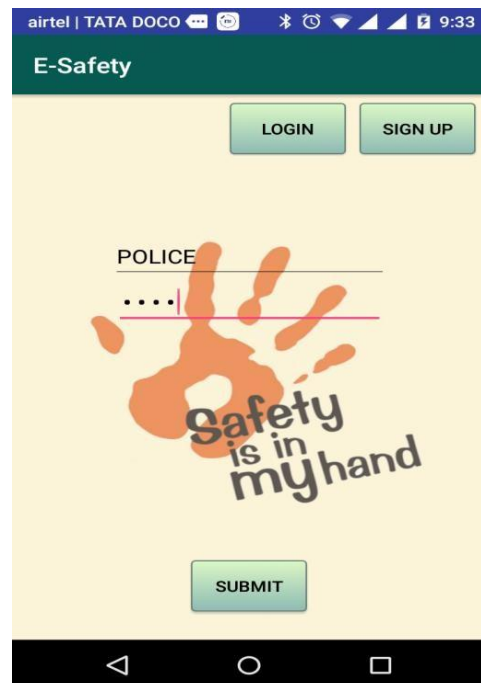 airtel | TATA DOCO 9:33
E-Safety
LOGIN SIGN UP
POLICE
••••
Safety
is in
my hand
SUBMIT